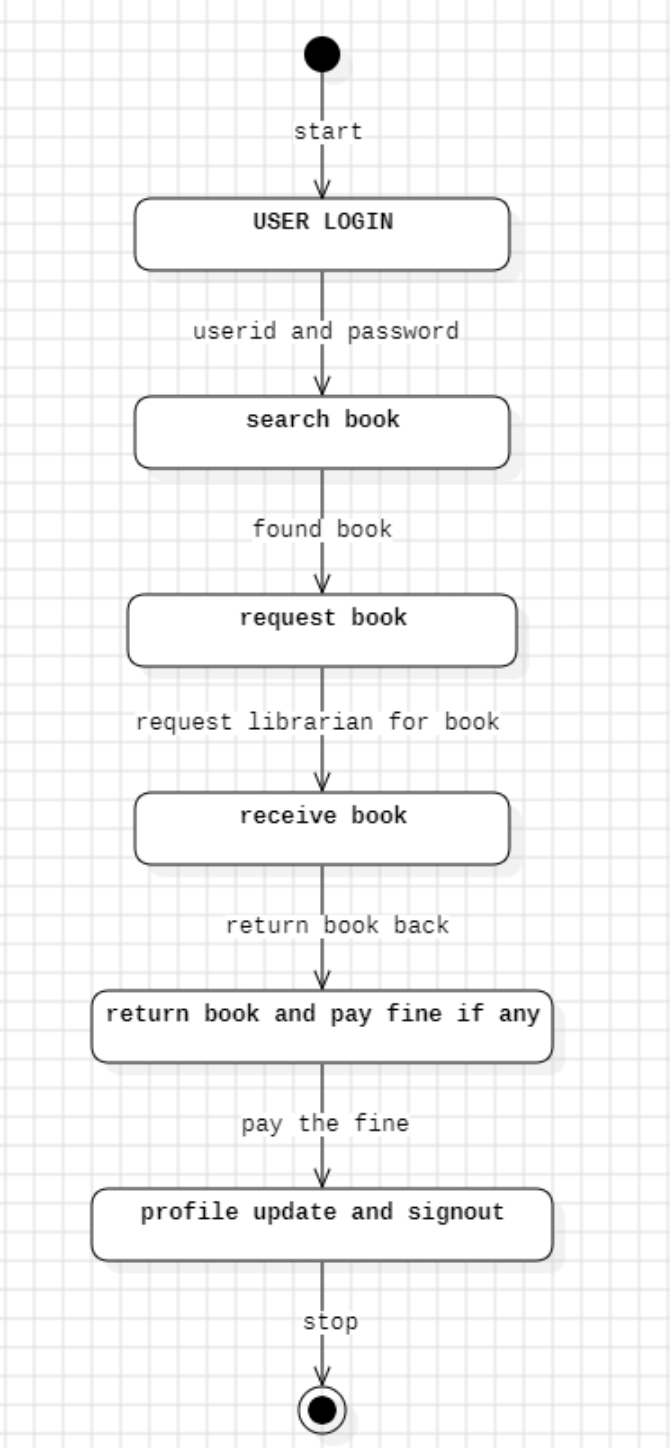 start
USER LOGIN
userid and password
search book
found book
request book
request librarian for book
receive book
return book back
return book and pay fine if any
pay the fine
profile update and signout
stop